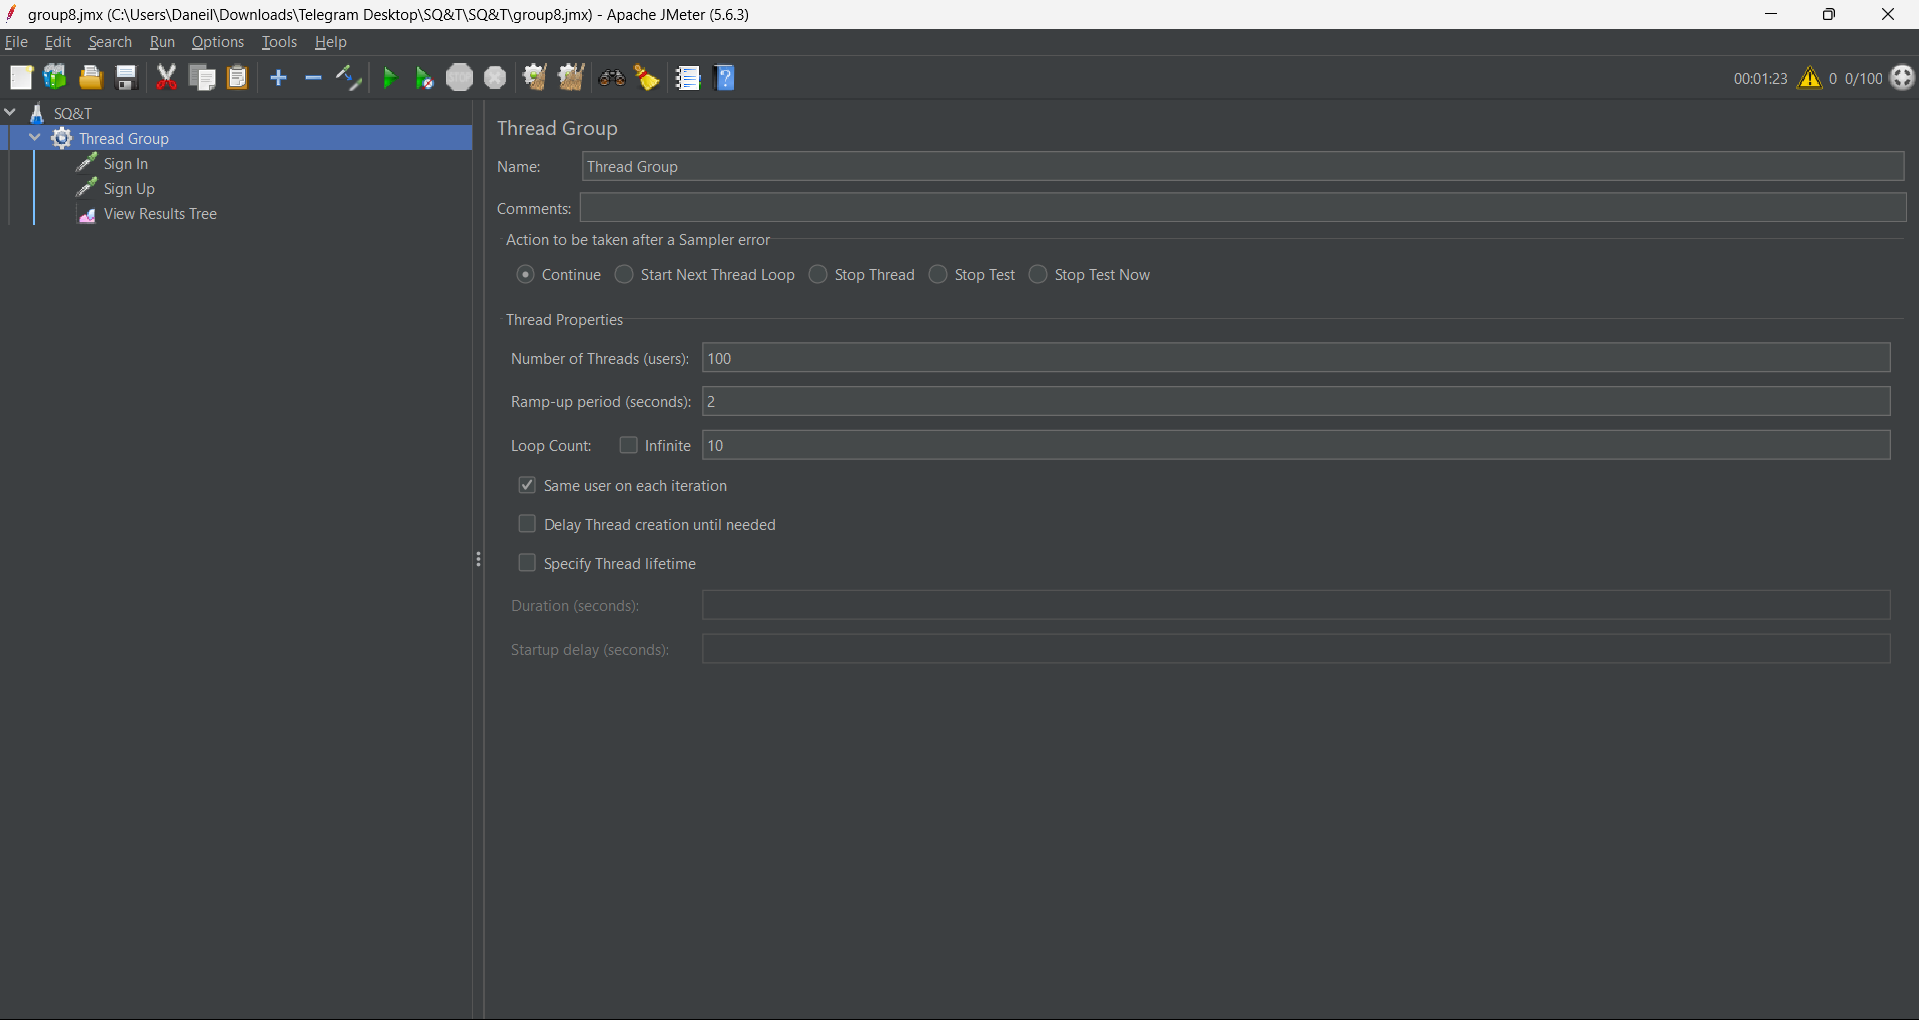 group8.jmx (C:\Users\Daneil\Downloads\Telegram Desktop\SQ&T\SQ&T\group8.jmx) - Apache JMeter (5.6.3)
File Edit Search Run Options Tools Help
STOP
?
00:01:23 0 0/100
SQ&T
Thread Group
Sign In
Sign Up
View Results Tree
Thread Group
Name: Thread Group
Comments:
Action to be taken after a Sampler error
Continue Start Next Thread Loop Stop Thread Stop Test Stop Test Now
Thread Properties
Number of Threads (users): 100
Ramp-up period (seconds): 2
Loop Count: Infinite 10
Same user on each iteration
Delay Thread creation until needed
Specify Thread lifetime
Duration (seconds):
Startup delay (seconds):